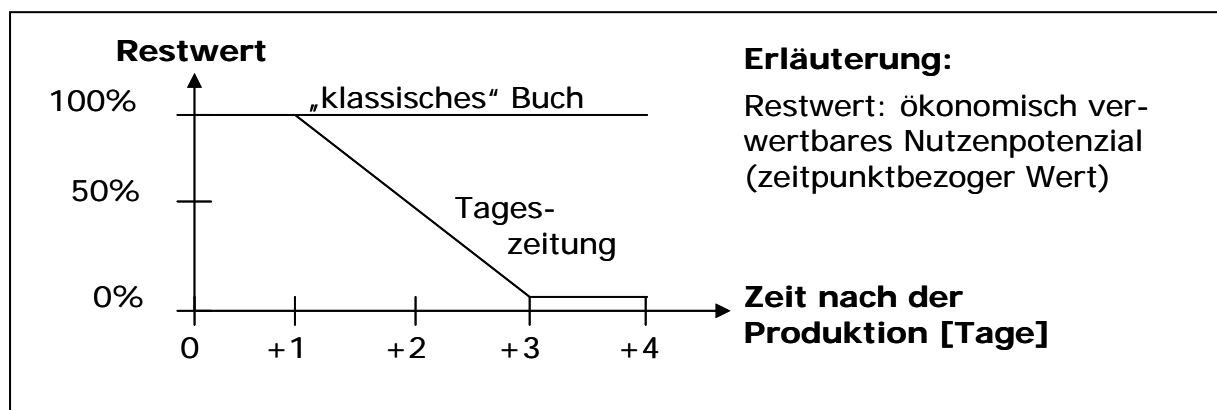 Restwert
100%
„klassisches“ Buch
50%
Tages-
zeitung
0%
0 +1 +2 +3 +4
Erläuterung:
Restwert: ökonomisch ver-
wertbares Nutzenpotenzial
(zeitpunktbezoger Wert)
Zeit nach der
Produktion [Tage]